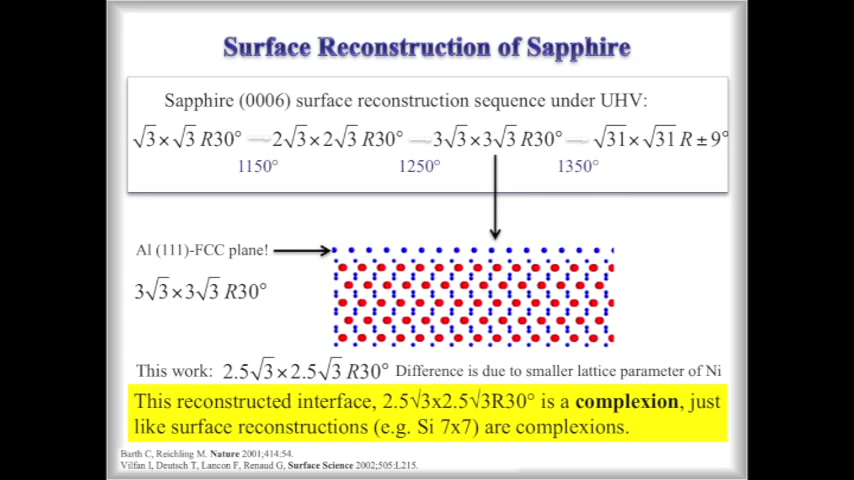 Surface Reconstruction of Sapphire
Sapphire (0006) surface reconstruction sequence under UHV:
√3×√3 R30° — 2√3×2√3 R30° — 3√3×3√3 R30° — √31×√31 R±9°
1150° 1250° 1350°
Al (111)-FCC plane!
3√3×3√3 R30°
This work: 2.5√3×2.5√3 R30° Difference is due to smaller lattice parameter of Ni
This reconstructed interface, 2.5√3x2.5√3R30° is a complexion, just
like surface reconstructions (e.g. Si 7x7) are complexions.
Barth C, Reichling M. Nature 2001;414:54.
Vilfan I, Deutsch T, Lancon F, Renaud G, Surface Science 2002;505:L215.